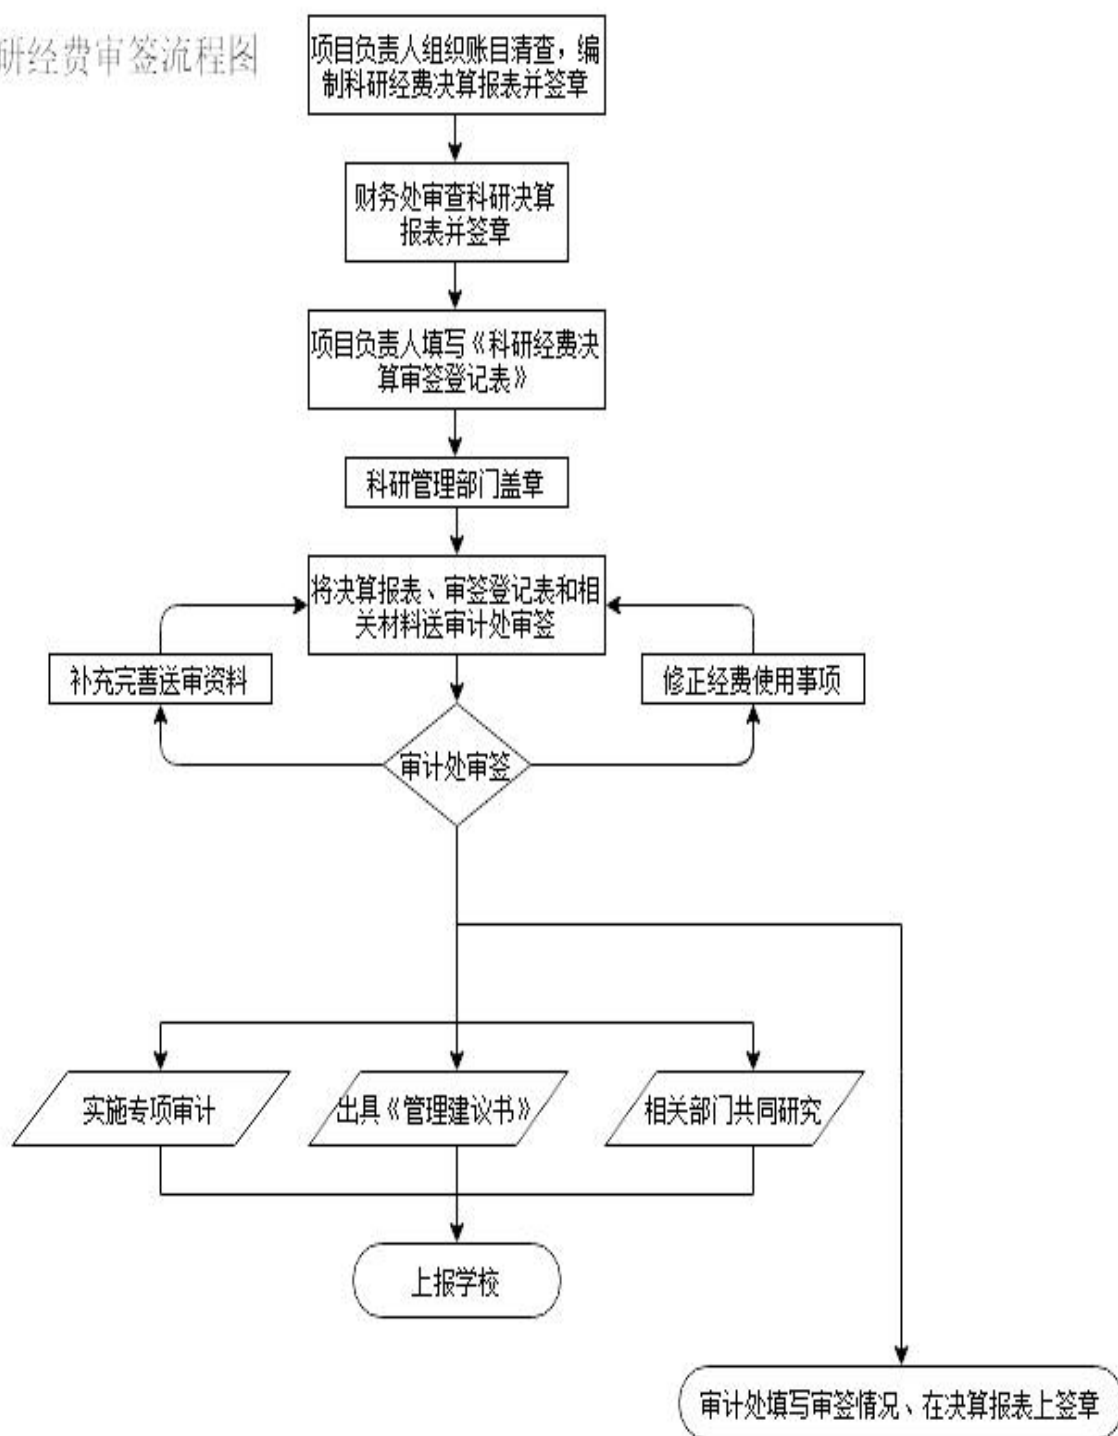 研经费审签流程图
项目负责人组织账目清查，编
制科研经费决算报表并签章
财务处审查科研决算
报表并签章
项目负责人填写《科研经费决
算审签登记表》
科研管理部门盖章
将决算报表、审签登记表和相
关材料送审计处审签
补充完善送审资料
修正经费使用事项
审计处审签
实施专项审计
出具《管理建议书》
相关部门共同研究
上报学校
审计处填写审签情况、在决算报表上签章